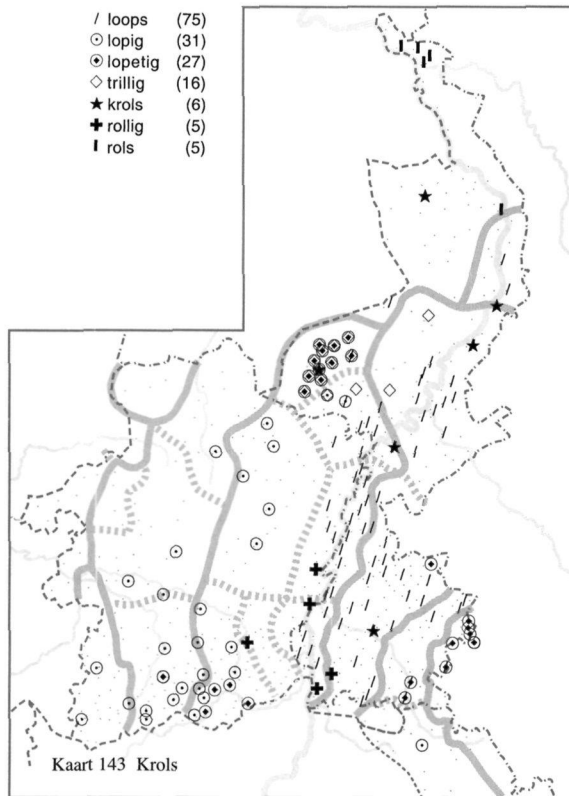 loops (75)
lopig (31)
lopetig (27)
trillig (16)
krols (6)
rollig (5)
rols (5)
Kaart 143 Krols